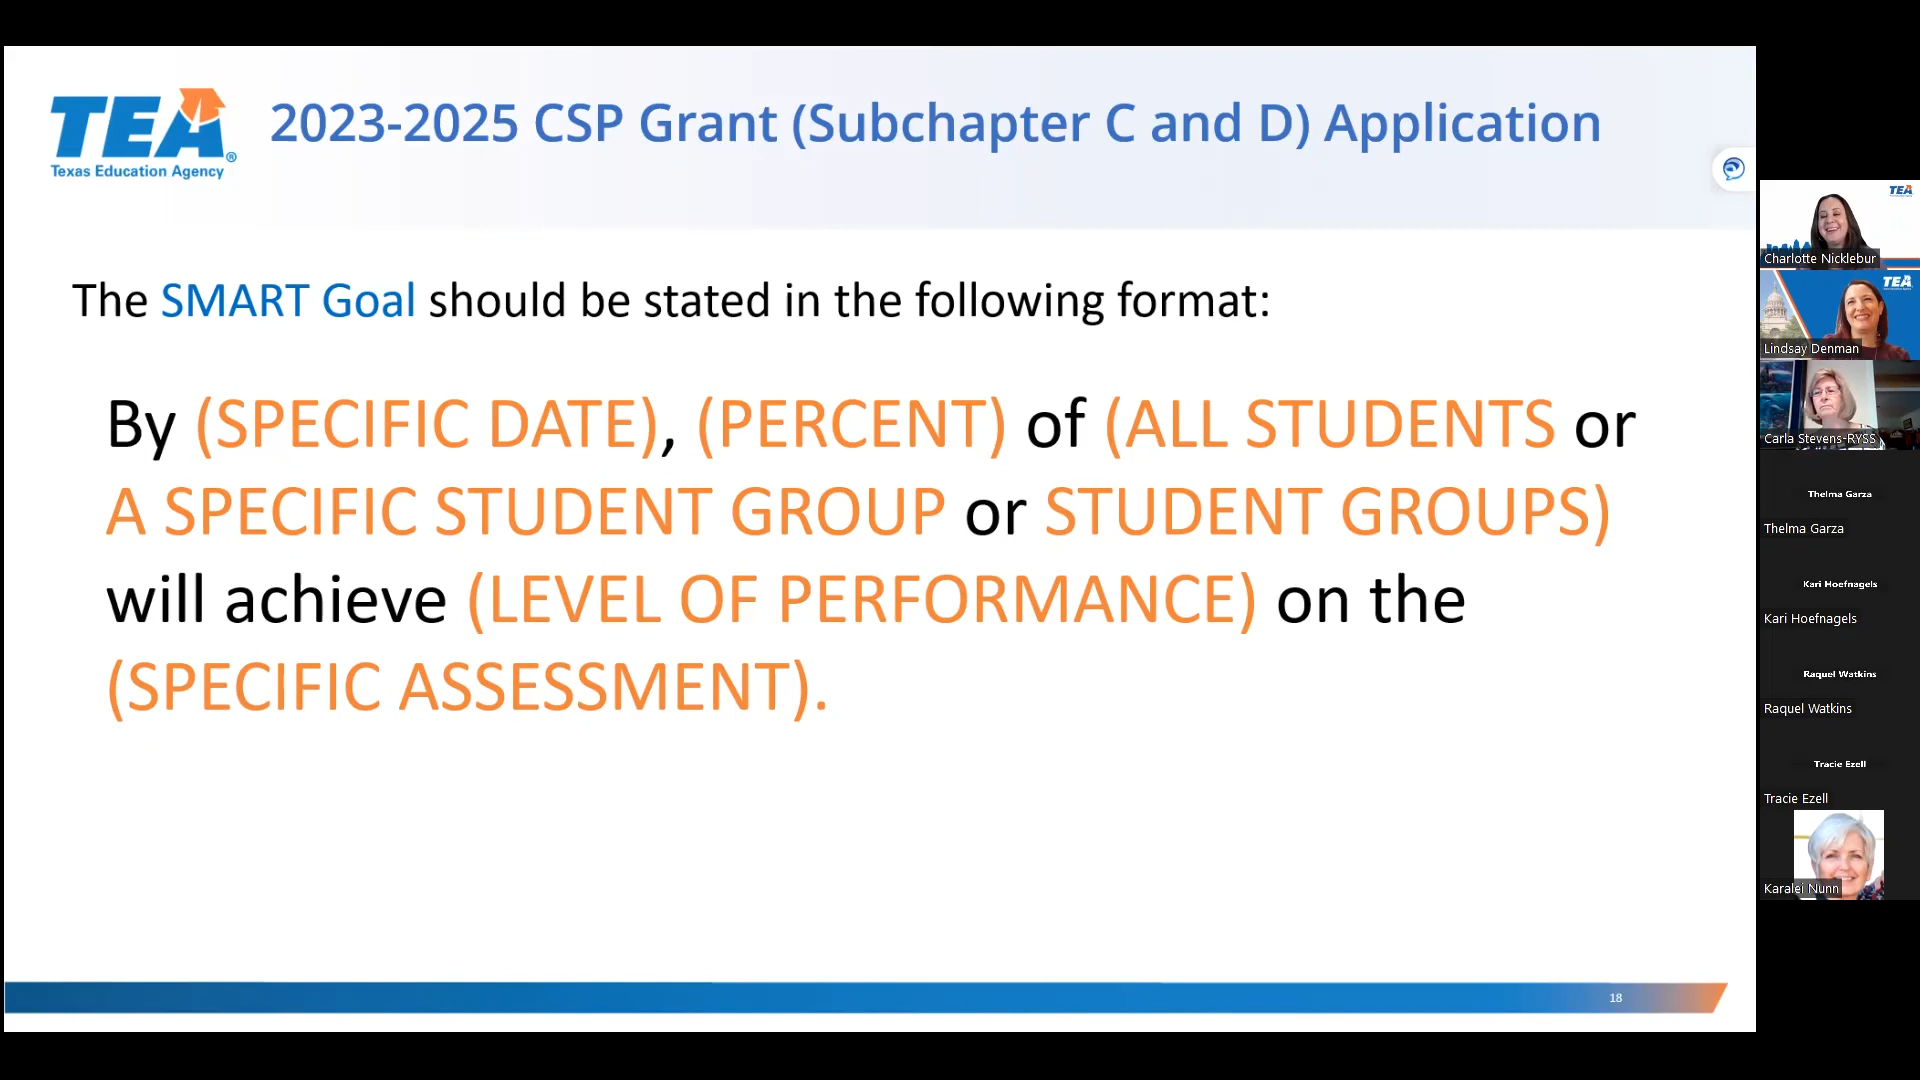 TEA
®
Texas Education Agency
2023-2025 CSP Grant (Subchapter C and D) Application
The SMART Goal should be stated in the following format:
By (SPECIFIC DATE), (PERCENT) of (ALL STUDENTS or
A SPECIFIC STUDENT GROUP or STUDENT GROUPS)
will achieve (LEVEL OF PERFORMANCE) on the
(SPECIFIC ASSESSMENT).
18
TEA
Charlotte Nicklebur
TEA
Lindsay Denman
Carla Stevens-RYSS
Thelma Garza
Thelma Garza
Kari Hoefnagels
Kari Hoefnagels
Raquel Watkins
Raquel Watkins
Tracie Ezell
Tracie Ezell
Karalei Nunn